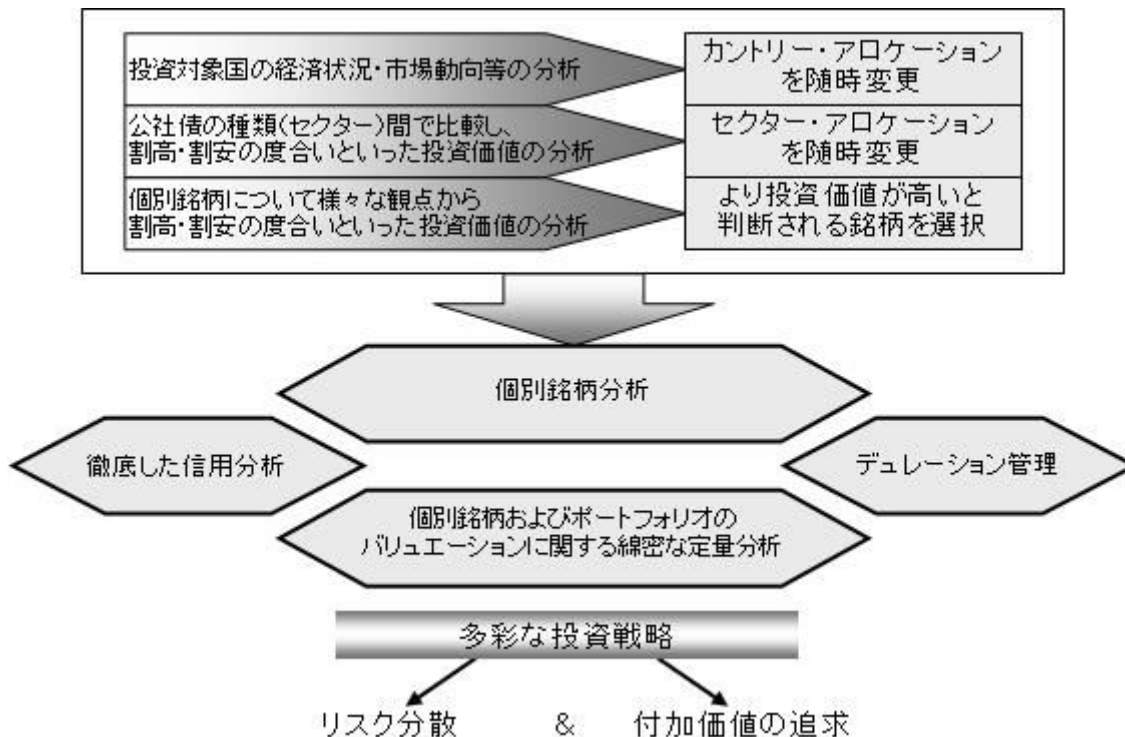 投資対象国の経済状況・市場動向等の分析
カントリー・アロケーション
を随時変更
公社債の種類(セクター)間で比較し、
割高・割安の度合いといった投資価値の分析
セクター・アロケーション
を随時変更
個別銘柄について様々な観点から
割高・割安の度合いといった投資価値の分析
より投資価値が高いと
判断される銘柄を選択
個別銘柄分析
徹底した信用分析
デュレーション管理
個別銘柄およびポートフォリオの
バリュエーションに関する綿密な定量分析
多彩な投資戦略
リスク分散 & 付加価値の追求